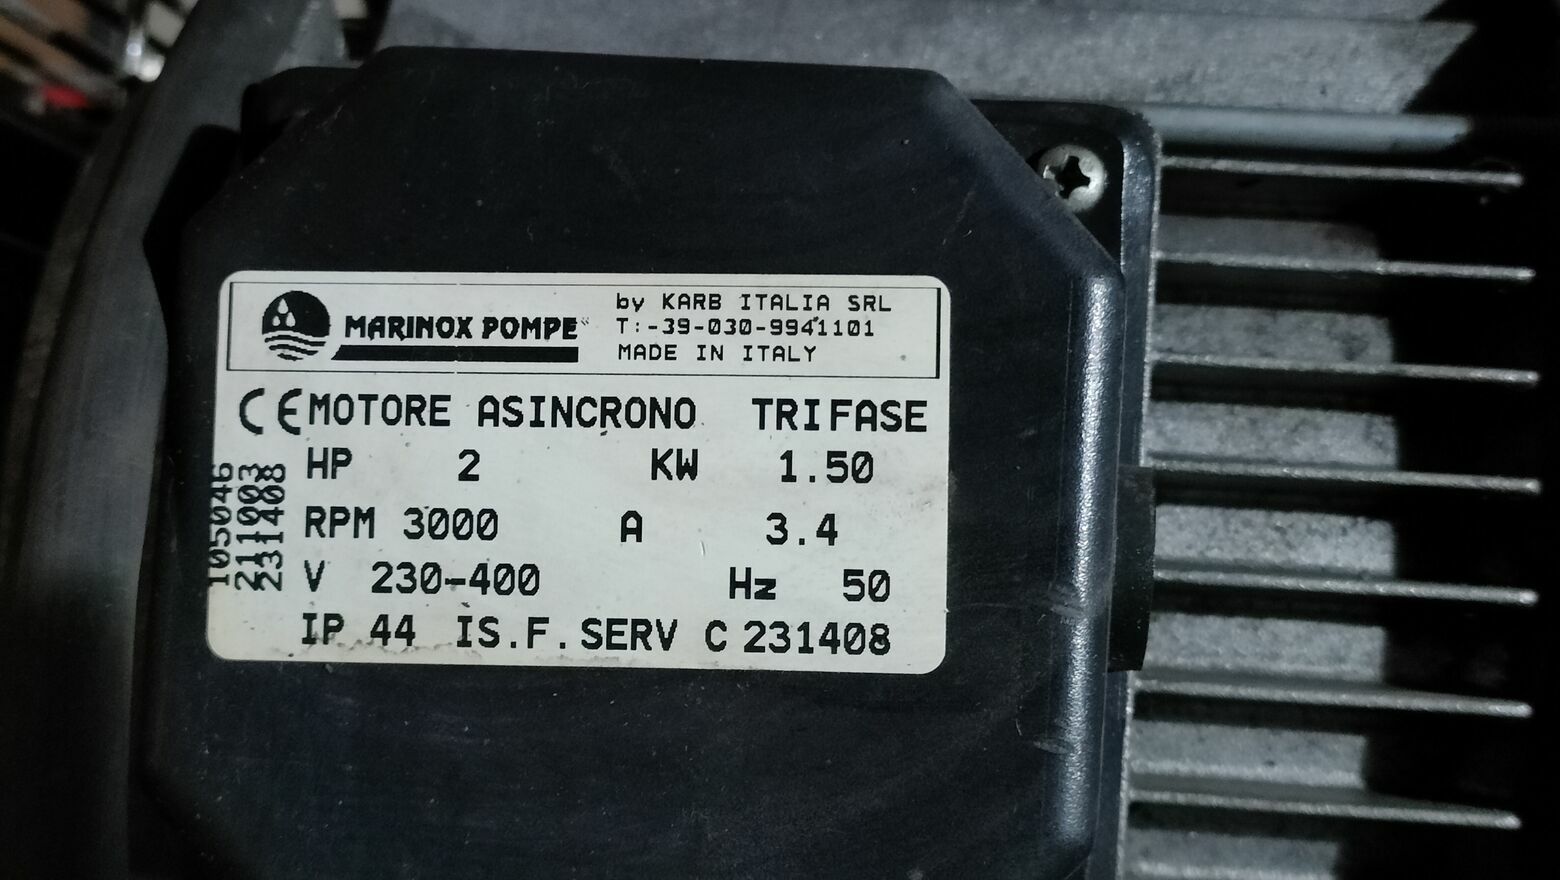 MARINOX POMPE
by KARB ITALIA SRL
T:-39-030-9941101
MADE IN ITALY
CE MOTORE ASINCRONO TRIFASE
HP 2 KW 1.50
RPM 3000 A 3.4
V 230-400 Hz 50
IP 44 IS.F. SERV C 231408
105046
211003
231408